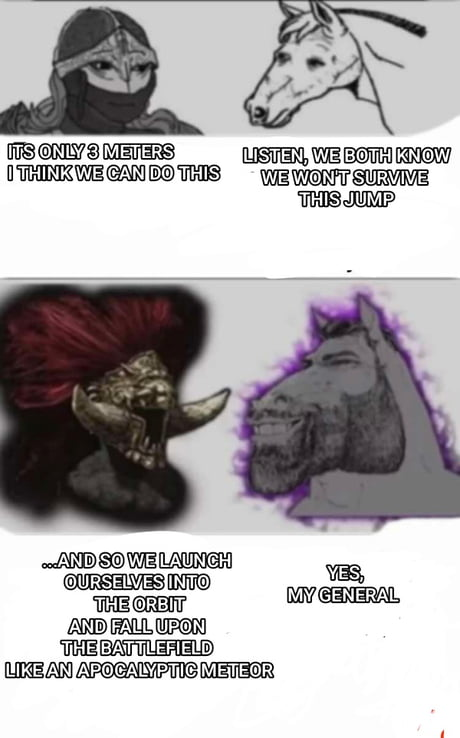 ITS ONLY 3 METERS
I THINK WE CAN DO THIS
LISTEN, WE BOTH KNOW
WE WON'T SURVIVE
THIS JUMP
...AND SO WE LAUNCH
OURSELVES INTO
THE ORBIT
AND FALL UPON
THE BATTLEFIELD
LIKE AN APOCALYPTIC METEOR
YES,
MY GENERAL